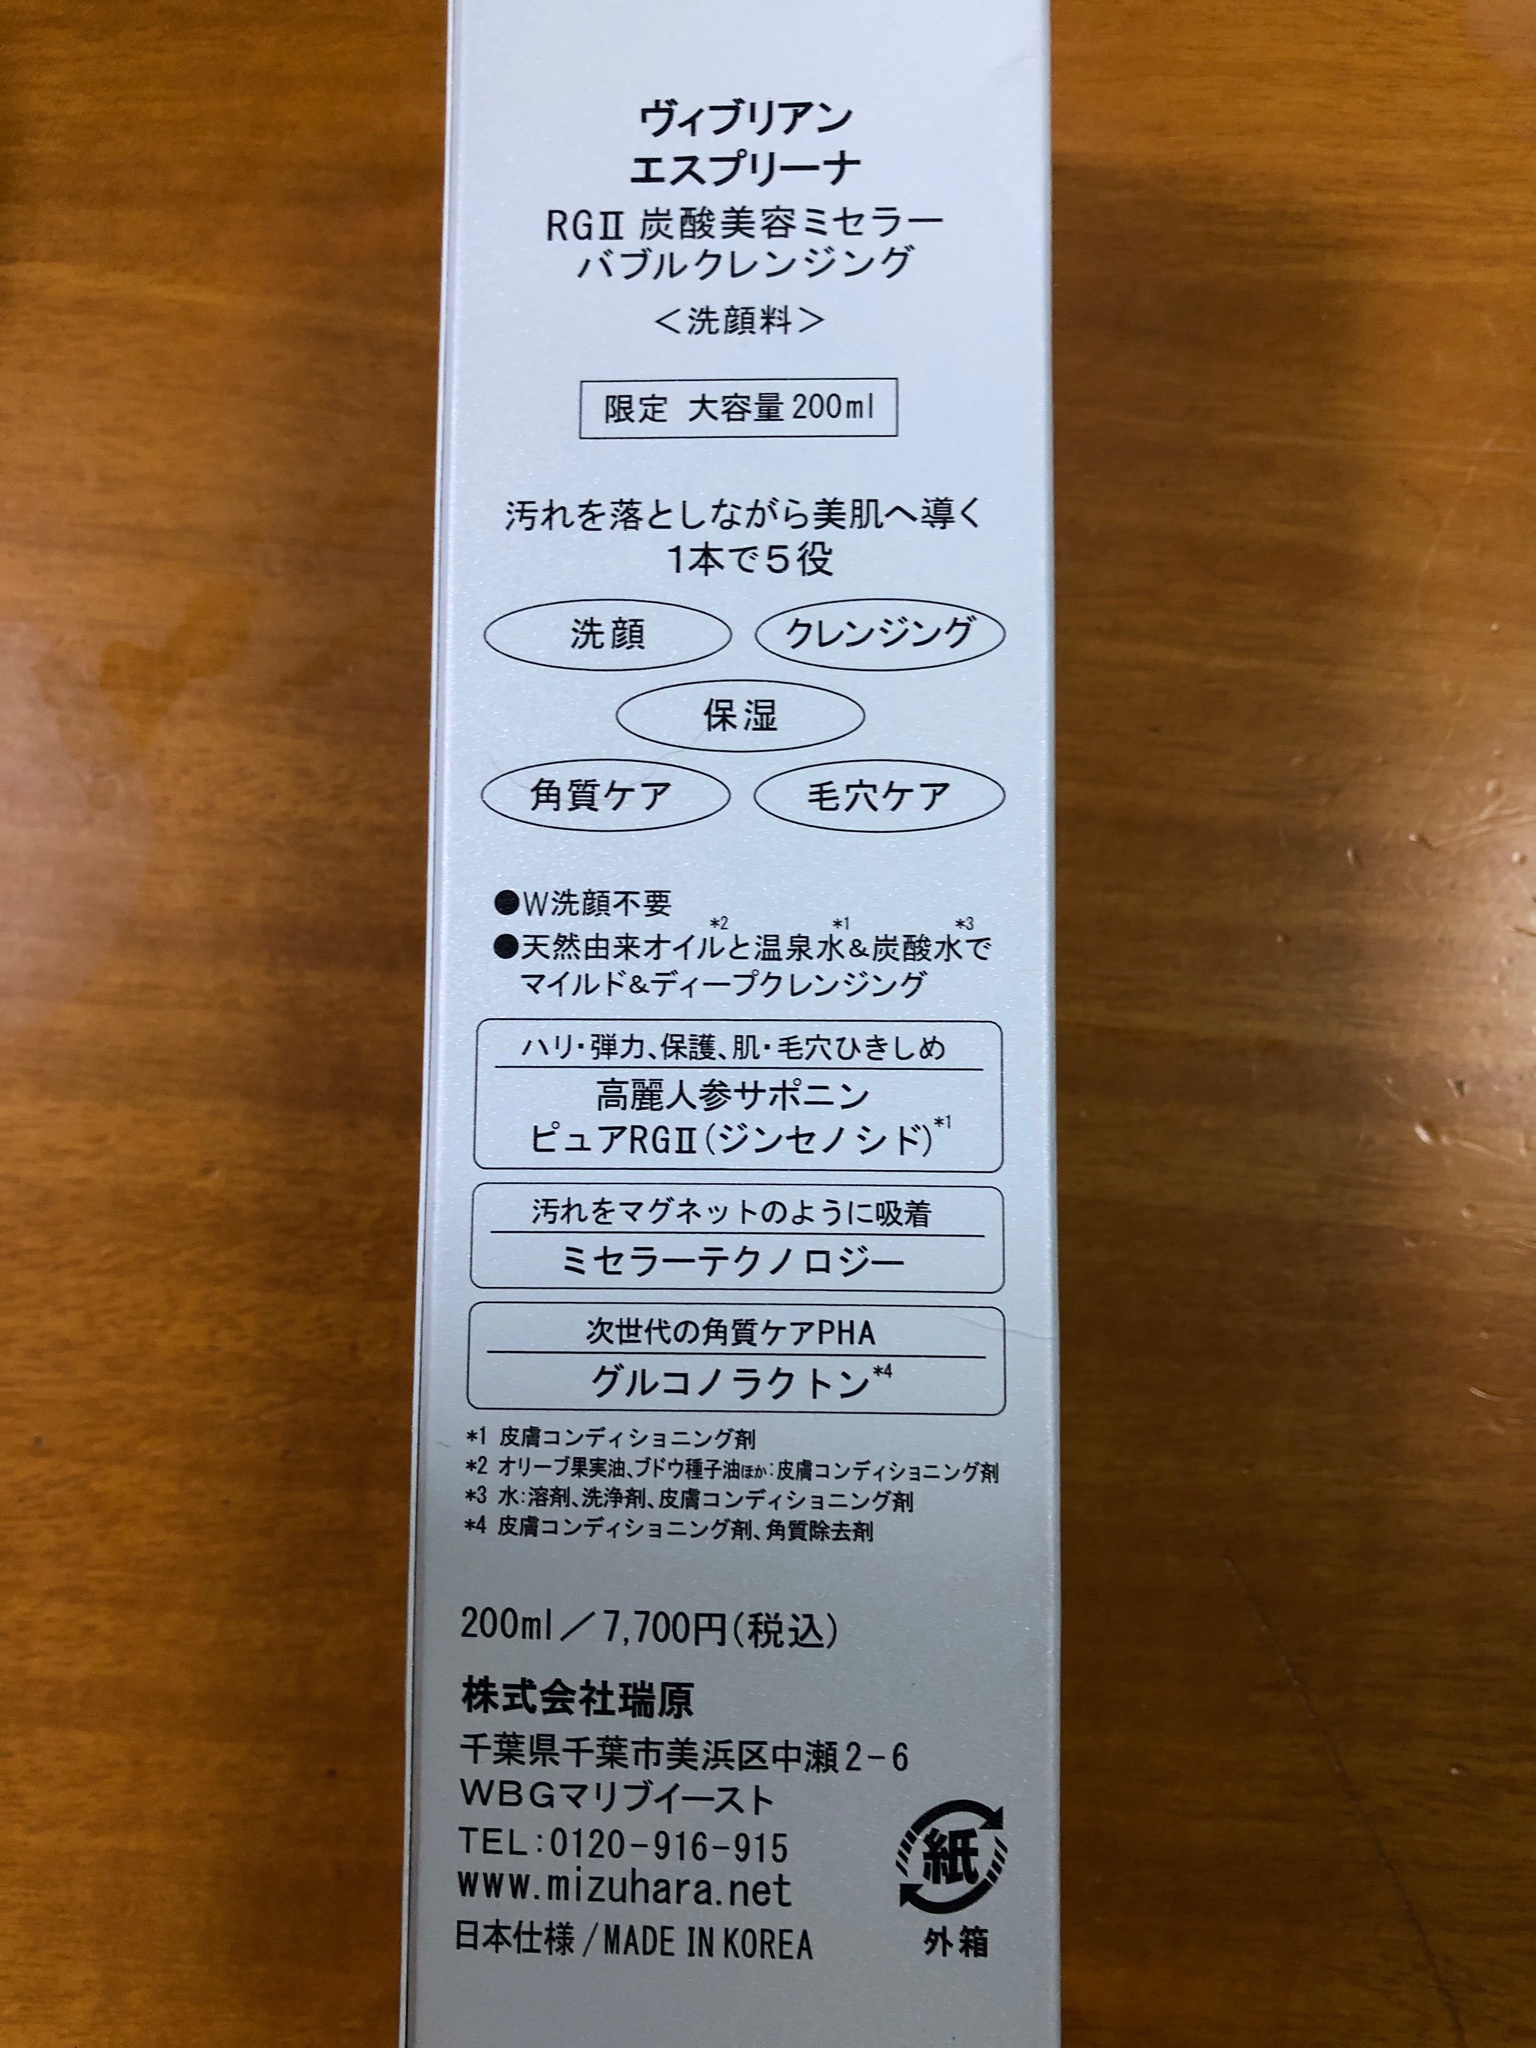 ヴィブリアン
エスプリーナ
RGⅡ 炭酸美容ミセラー
バブルクレンジング
＜洗顔料＞
限定 大容量200ml
汚れを落としながら美肌へ導く
1本で5役
洗顔 クレンジング
保湿
角質ケア 毛穴ケア
●W洗顔不要
●天然由来オイル*2と温泉水*1&炭酸水*3で
マイルド&ディープクレンジング
ハリ・弾力、保護、肌・毛穴ひきしめ
高麗人参サポニン
ピュアRGⅡ(ジンセノシド)*1
汚れをマグネットのように吸着
ミセラーテクノロジー
次世代の角質ケアPHA
グルコノラクトン*4
*1 皮膚コンディショニング剤
*2 オリーブ果実油、ブドウ種子油ほか:皮膚コンディショニング剤
*3 水:溶剤、洗浄剤、皮膚コンディショニング剤
*4 皮膚コンディショニング剤、角質除去剤
200ml／7,700円(税込)
株式会社瑞原
千葉県千葉市美浜区中瀬2-6
WBGマリブイースト
TEL:0120-916-915
www.mizuhara.net
日本仕様/MADE IN KOREA
紙
外箱